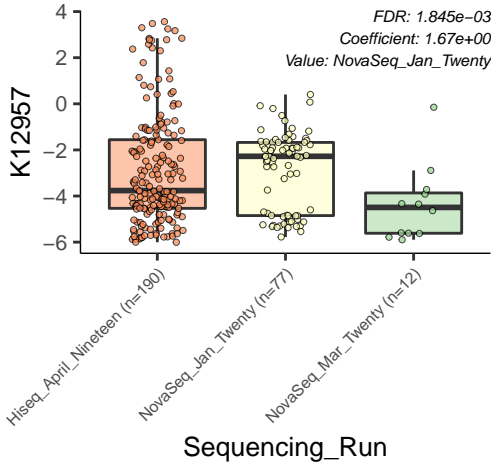 FDR: 1.845e−03
Coefficient: 1.67e+00
Value: NovaSeq_Jan_Twenty
K12957
4
2
0
−2
−4
−6
Hiseq_April_Nineteen (n=190)
NovaSeq_Jan_Twenty (n=77)
NovaSeq_Mar_Twenty (n=12)
Sequencing_Run